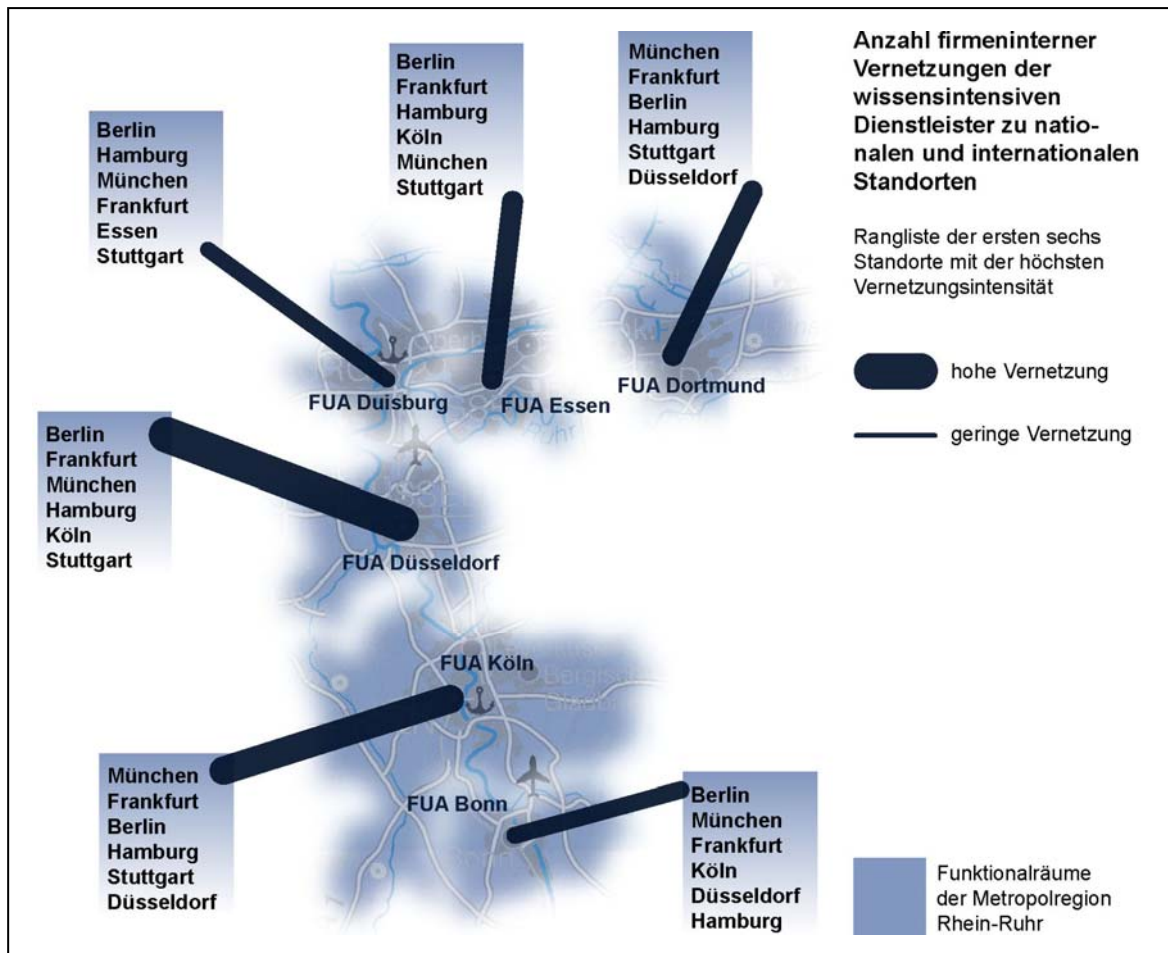 Berlin
Hamburg
München
Frankfurt
Essen
Stuttgart
Berlin
Frankfurt
Hamburg
Köln
München
Stuttgart
München
Frankfurt
Berlin
Hamburg
Stuttgart
Düsseldorf
Anzahl firmeninterner
Vernetzungen der
wissensintensiven
Dienstleister zu natio-
nalen und internationalen
Standorten
Rangliste der ersten sechs
Standorte mit der höchsten
Vernetzungsintensität
hohe Vernetzung
geringe Vernetzung
FUA Duisburg
FUA Essen
FUA Dortmund
Ruhr
Berlin
Frankfurt
München
Hamburg
Köln
Stuttgart
FUA Düsseldorf
FUA Köln
Bergisch
München
Frankfurt
Berlin
Hamburg
Stuttgart
Düsseldorf
FUA Bonn
Berlin
München
Frankfurt
Köln
Düsseldorf
Hamburg
Funktionalräume
der Metropolregion
Rhein-Ruhr